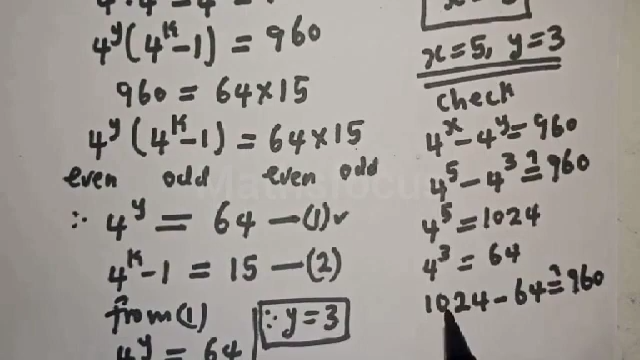 4^y(4^k-1) = 960
960 = 64×15
4^y(4^k-1) = 64×15
even odd even odd
∴ 4^y = 64 —(1)✓
4^k-1 = 15 —(2)
from(1) ∴ y=3
4^y = 64
x=5, y=3
Check
4^x - 4^y = 960
4^5 - 4^3 ≟ 960
4^5 = 1024
4^3 = 64
1024 - 64 ≟ 960